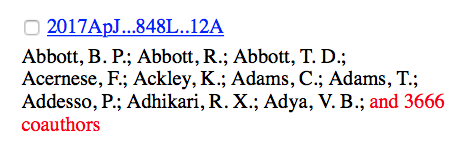 2017ApJ...848L..12A
Abbott, B. P.; Abbott, R.; Abbott, T. D.;
Acernese, F.; Ackley, K.; Adams, C.; Adams, T.;
Addesso, P.; Adhikari, R. X.; Adya, V. B.; and 3666
coauthors